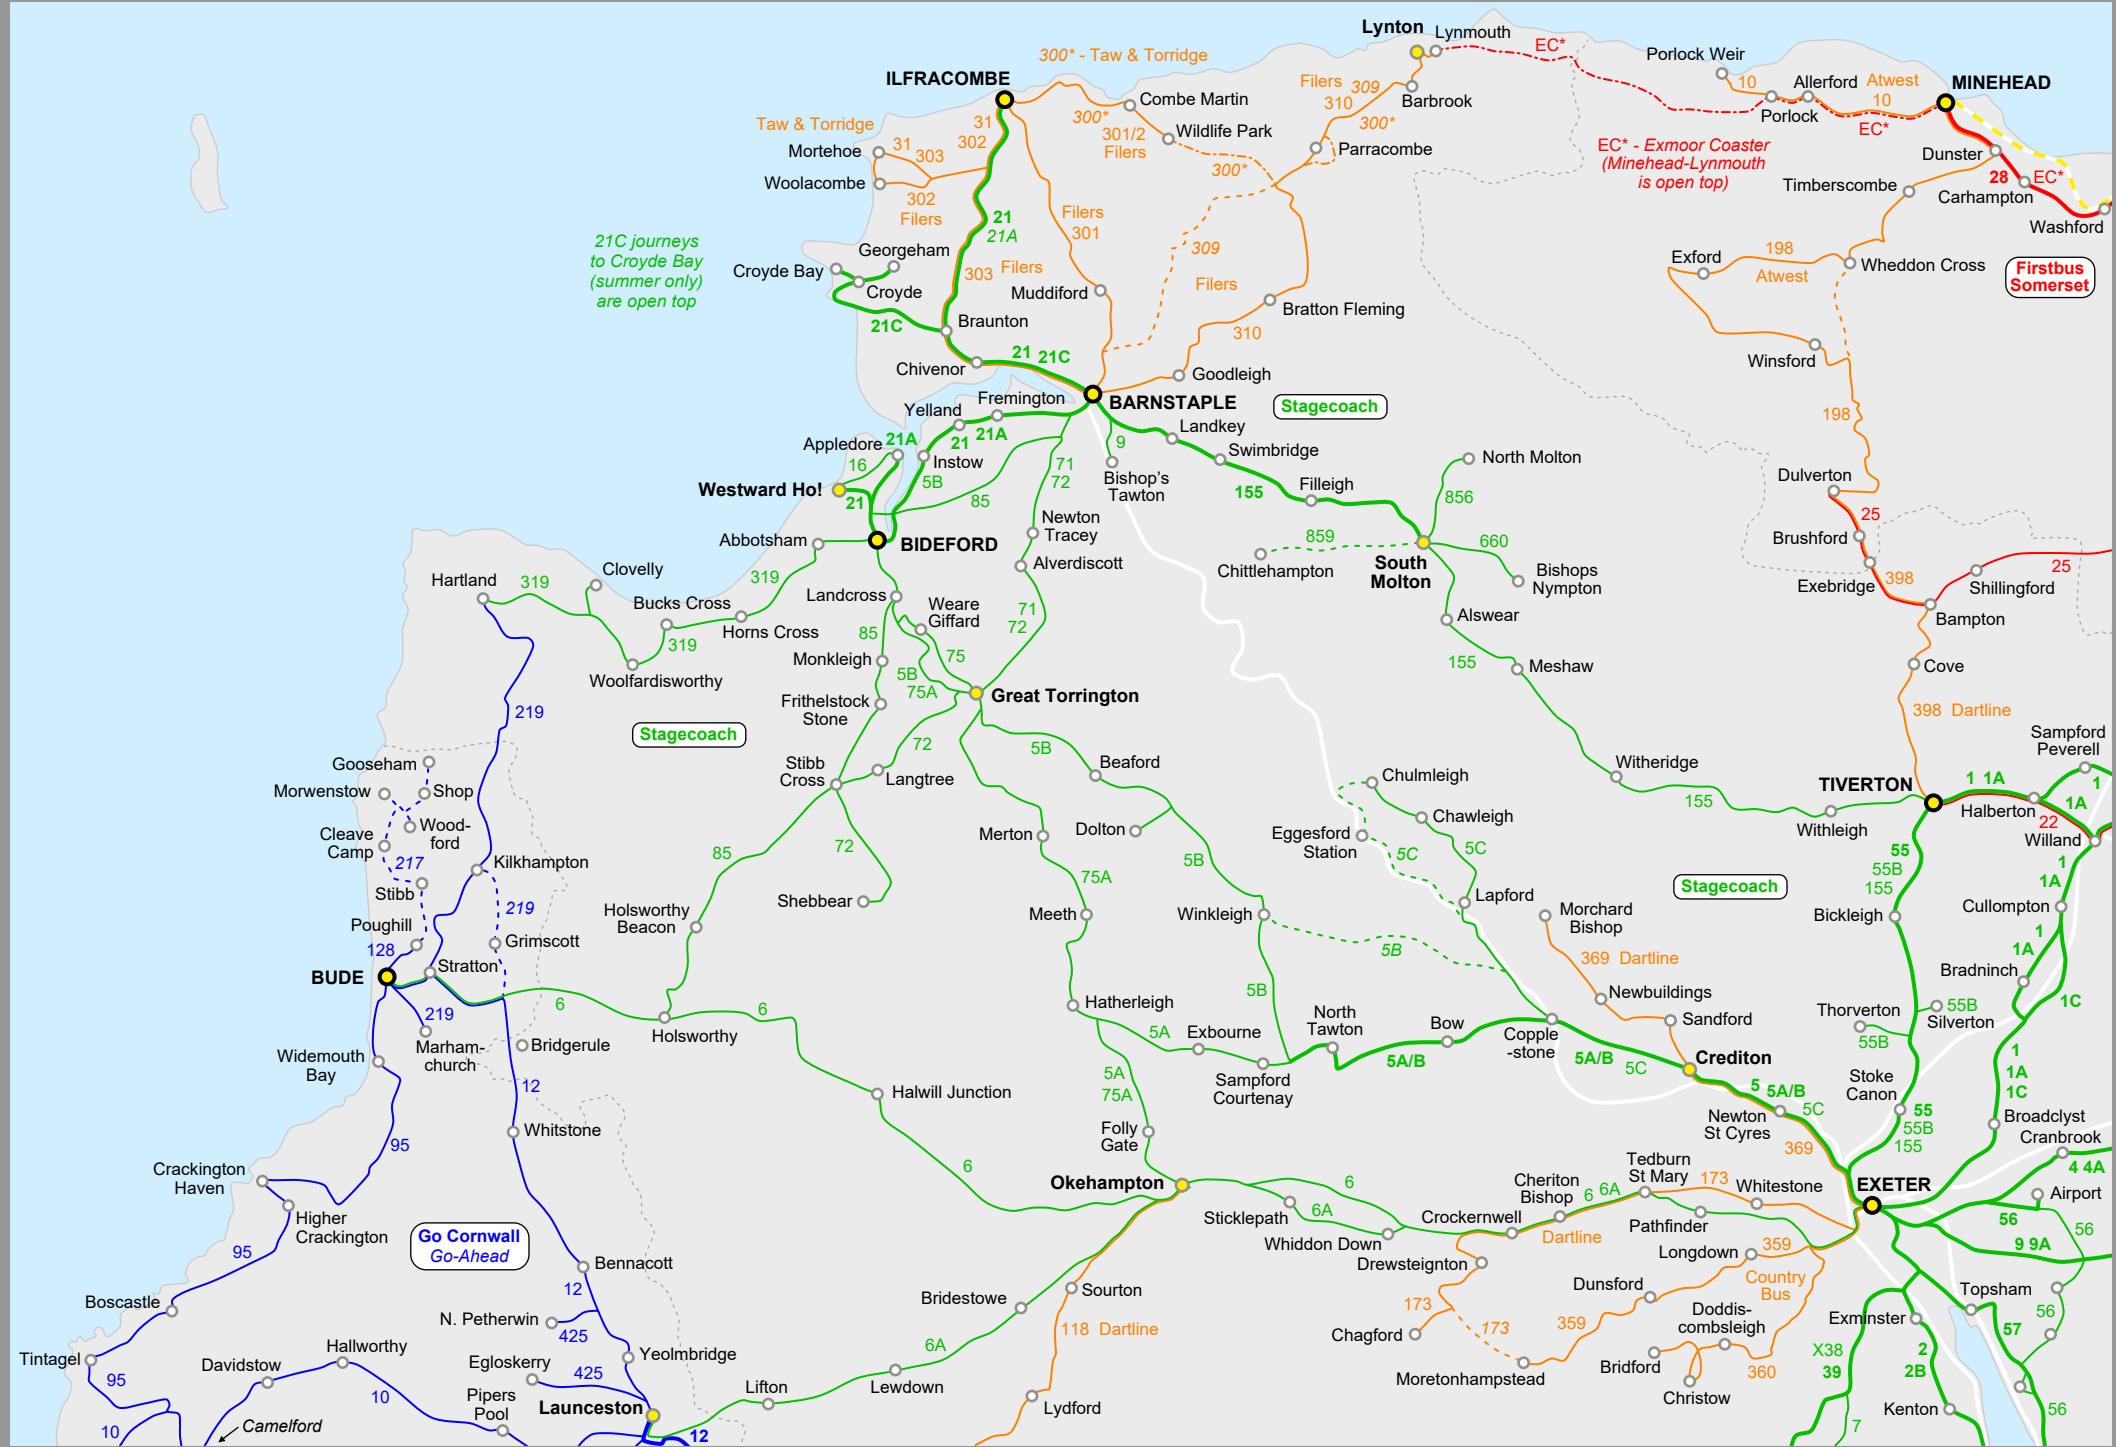 Lynton
Lynmouth
EC*
Porlock Weir
10
Allerford
Atwest
10
MINEHEAD
Porlock
EC*
300* - Taw & Torridge
ILFRACOMBE
Combe Martin
300*
301/2
Filers
Wildlife Park
300*
Filers
310
309
300*
Barbrook
Parracombe
EC* - Exmoor Coaster
(Minehead-Lynmouth
is open top)
Dunster
28
EC*
Carhampton
Washford
Timberscombe
Taw & Torridge
31
302
Mortehoe
31
303
Woolacombe
302
Filers
21
21A
Filers
301
309
Filers
21C journeys
to Croyde Bay
(summer only)
are open top
Georgeham
Croyde Bay
Croyde
303
Filers
Muddiford
Bratton Fleming
310
Exford
198
Atwest
Wheddon Cross
Firstbus
Somerset
21C
Braunton
Chivenor
21
21C
Goodleigh
Winsford
198
Yelland
Fremington
BARNSTAPLE
Stagecoach
Appledore
21A
21
21A
16
Instow
5B
Westward Ho!
21
85
71
72
9
Bishop's
Tawton
Landkey
Swimbridge
155
Filleigh
North Molton
856
Dulverton
25
Brushford
Exebridge
398
Shillingford
25
Bampton
Abbotsham
BIDEFORD
Newton
Tracey
Alverdiscott
859
Chittlehampton
South
Molton
660
Bishops
Nympton
Hartland
319
Clovelly
319
Bucks Cross
319
Horns Cross
Woolfardisworthy
Landcross
Weare
Giffard
71
72
85
Monkleigh
75
5B
75A
Frithelstock
Stone
Great Torrington
Alswear
155
Meshaw
Cove
398 Dartline
219
Stagecoach
Stibb
Cross
72
Langtree
5B
Beaford
Witheridge
155
Withleigh
TIVERTON
1 1A
Sampford
Peverell
1
1A
Halberton
22
Willand
Gooseham
Morwenstow
Shop
Cleave
Camp
Wood-
ford
217
Stibb
Kilkhampton
219
Poughill
128
Grimscott
BUDE
Stratton
85
72
Shebbear
Merton
Dolton
75A
5B
Chulmleigh
Chawleigh
Eggesford
Station
5C
5C
Lapford
Stagecoach
55
55B
155
Bickleigh
1
1A
Cullompton
Holsworthy
Beacon
Meeth
Winkleigh
5B
Morchard
Bishop
369 Dartline
1
1A
Bradninch
1C
219
6
Holsworthy
6
Hatherleigh
5A
Exbourne
5B
North
Tawton
Bow
Copple
-stone
Newbuildings
Sandford
Thorverton
55B
55B
Silverton
Widemouth
Bay
Marham-
church
Bridgerule
12
Halwill Junction
5A
75A
Sampford
Courtenay
5A/B
5A/B
5C
Crediton
5
5A/B
5C
Newton
St Cyres
369
Stoke
Canon
55
55B
155
1
1A
1C
Broadclyst
Cranbrook
4 4A
95
Whitstone
Folly
Gate
Crackington
Haven
Higher
Crackington
6
Okehampton
6
Sticklepath
6A
Whiddon Down
Crockernwell
Cheriton
Bishop
6 6A
Tedburn
St Mary
173
Whitestone
Pathfinder
Dartline
EXETER
Airport
56
56
9 9A
95
Go Cornwall
Go-Ahead
Bennacott
12
Drewsteignton
Longdown
359
Country
Bus
Boscastle
N. Petherwin
425
Bridestowe
Sourton
118 Dartline
173
Chagford
173
359
Dunsford
Doddis-
combsleigh
Exminster
Topsham
56
57
Tintagel
95
Davidstow
Hallworthy
10
Egloskerry
425
Yeolmbridge
6A
Lewdown
Moretonhampstead
Bridford
Christow
360
X38
39
2
2B
10
Camelford
Pipers
Pool
Launceston
12
Lifton
Lydford
7
Kenton
56